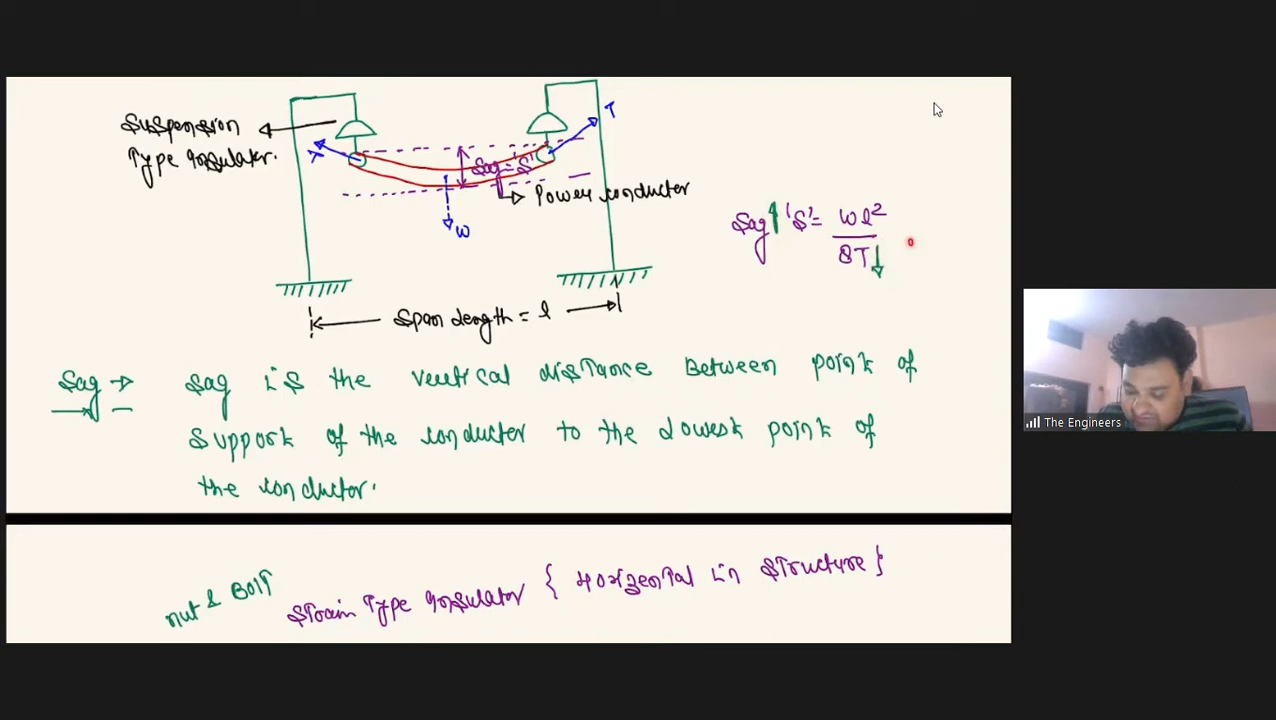 Suspension
Type insulator.
T
T
Sag = 'S'
Power conductor
W
Sag↑ 'S' = wl²
8T↓
Span length = l
Sag → Sag is the vertical distance between point of
support of the conductor to the lowest point of
the conductor.
The Engineers
nut & Bolt
Strain Type insulator { Horizental in structure }